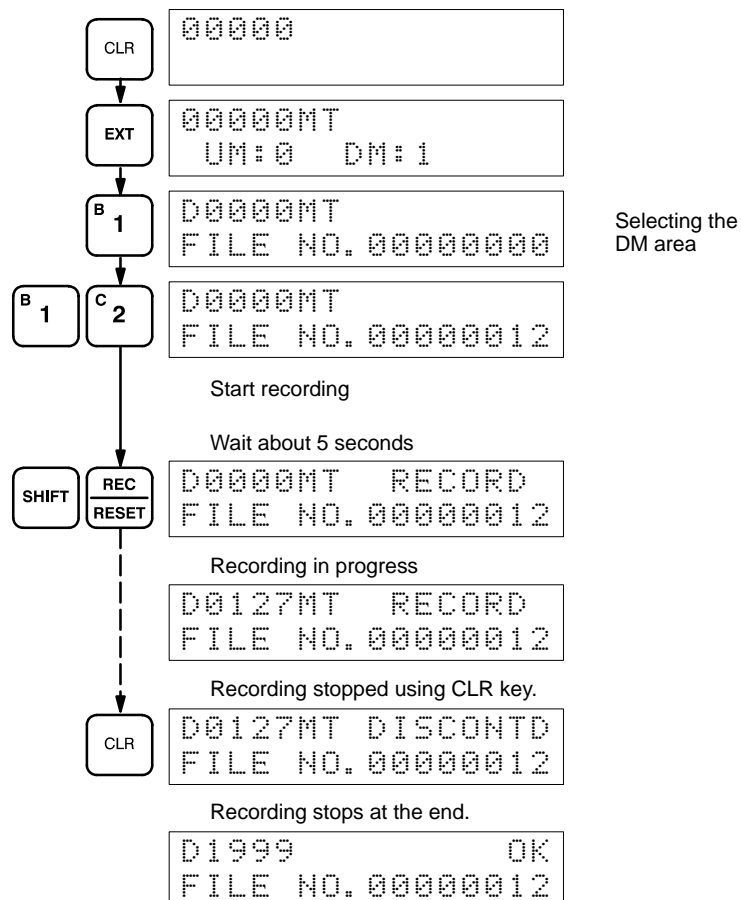 CLR
00000
EXT
00000MT
UM:0 DM:1
B 1
D0000MT
FILE NO.00000000
Selecting the
DM area
B 1
C 2
D0000MT
FILE NO.00000012
Start recording
Wait about 5 seconds
SHIFT
REC
RESET
D0000MT RECORD
FILE NO.00000012
Recording in progress
D0127MT RECORD
FILE NO.00000012
Recording stopped using CLR key.
CLR
D0127MT DISCONTD
FILE NO.00000012
Recording stops at the end.
D1999 OK
FILE NO.00000012